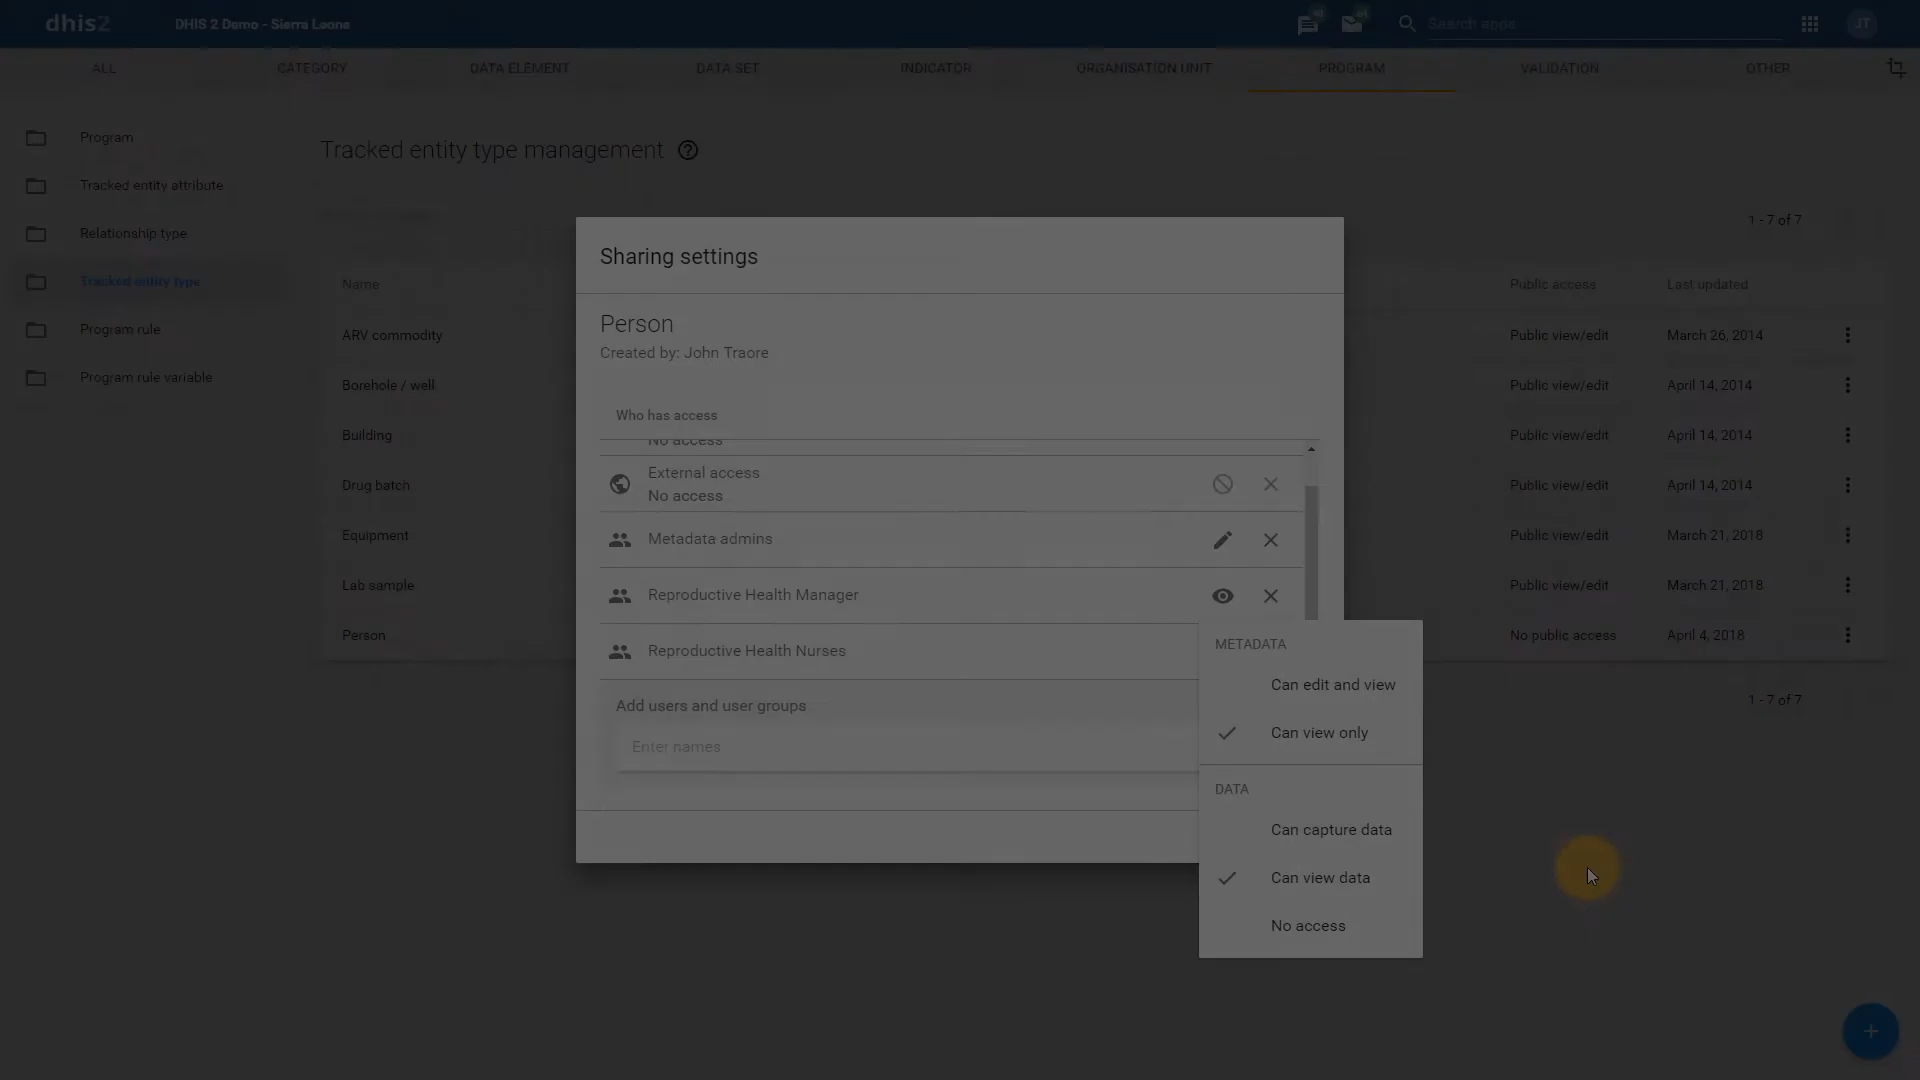 dhis2
DHIS 2 Demo - Sierra Leone
Search apps
JT
ALL
CATEGORY
DATA ELEMENT
DATA SET
INDICATOR
ORGANISATION UNIT
PROGRAM
VALIDATION
OTHER
Program
Tracked entity attribute
Relationship type
Tracked entity type
Program rule
Program rule variable
Tracked entity type management
1 - 7 of 7
Name
Public access
Last updated
ARV commodity
Public view/edit
March 26, 2014
Borehole / well
Public view/edit
April 14, 2014
Building
Public view/edit
April 14, 2014
Drug batch
Public view/edit
April 14, 2014
Equipment
Public view/edit
March 21, 2018
Lab sample
Public view/edit
March 21, 2018
Person
No public access
April 4, 2018
1 - 7 of 7
Sharing settings
Person
Created by: John Traore
Who has access
No access
External access
No access
Metadata admins
Reproductive Health Manager
Reproductive Health Nurses
Add users and user groups
Enter names
METADATA
Can edit and view
Can view only
DATA
Can capture data
Can view data
No access